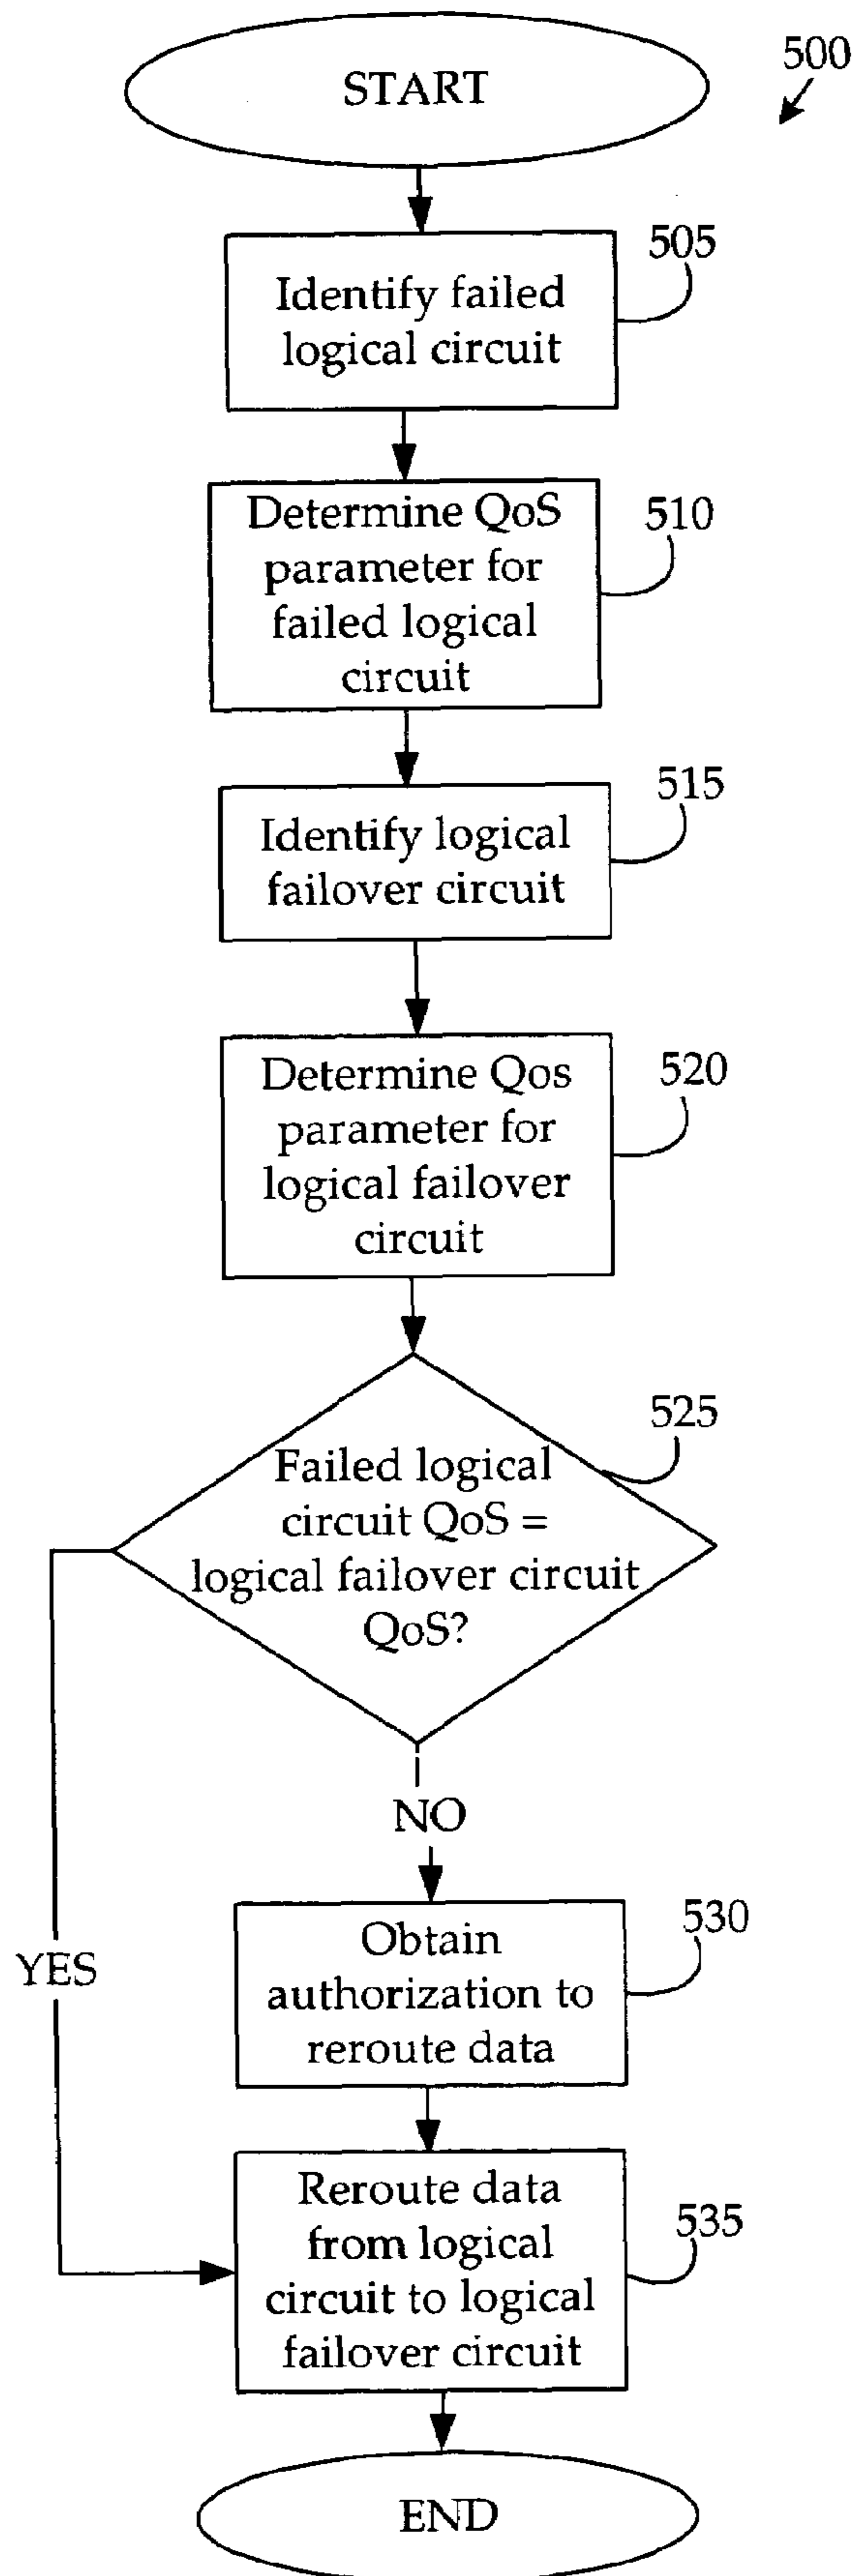 START
500
Identify failed
logical circuit
505
Determine QoS
parameter for
failed logical
circuit
510
Identify logical
failover circuit
515
Determine Qos
parameter for
logical failover
circuit
520
Failed logical
circuit QoS =
logical failover circuit
QoS?
525
NO
YES
Obtain
authorization to
reroute data
530
Reroute data
from logical
circuit to logical
failover circuit
535
END